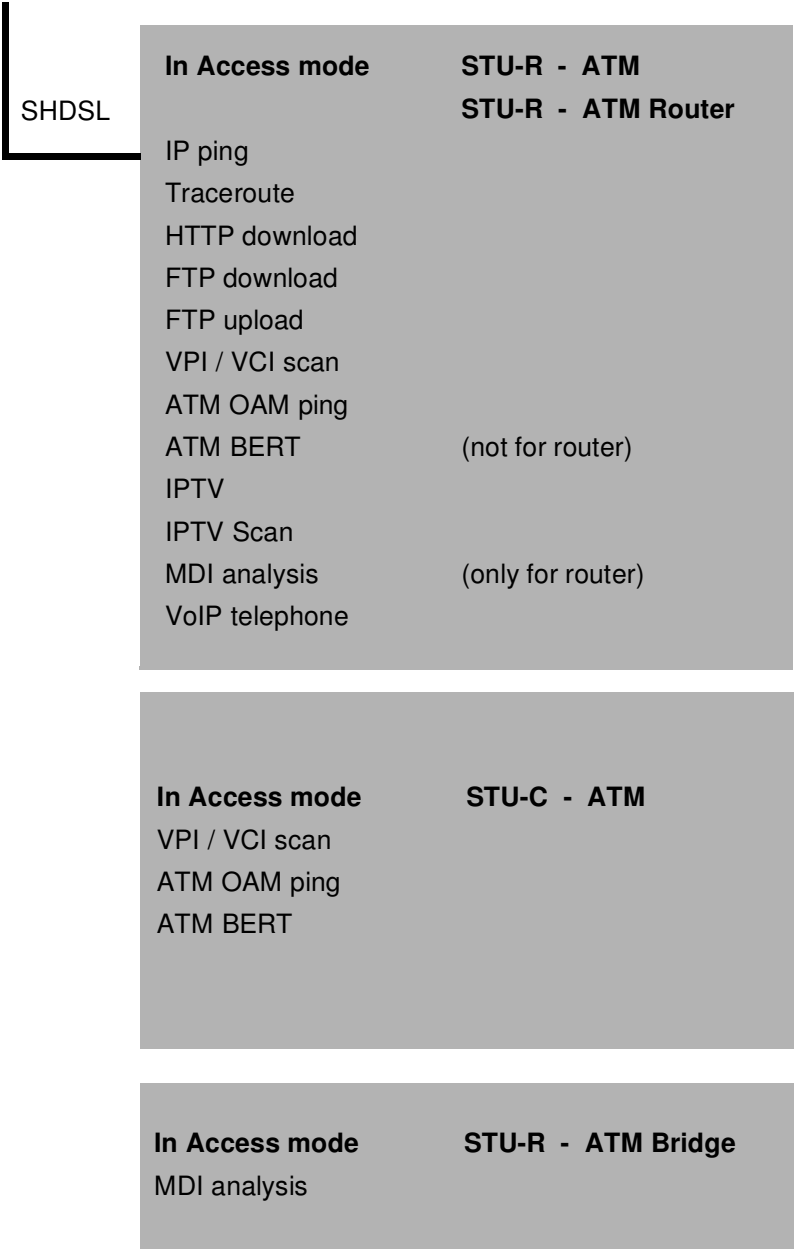 In Access mode STU-R - ATM
SHDSL STU-R - ATM Router
IP ping
Traceroute
HTTP download
FTP download
FTP upload
VPI / VCI scan
ATM OAM ping
ATM BERT (not for router)
IPTV
IPTV Scan
MDI analysis (only for router)
VoIP telephone
In Access mode STU-C - ATM
VPI / VCI scan
ATM OAM ping
ATM BERT
In Access mode STU-R - ATM Bridge
MDI analysis